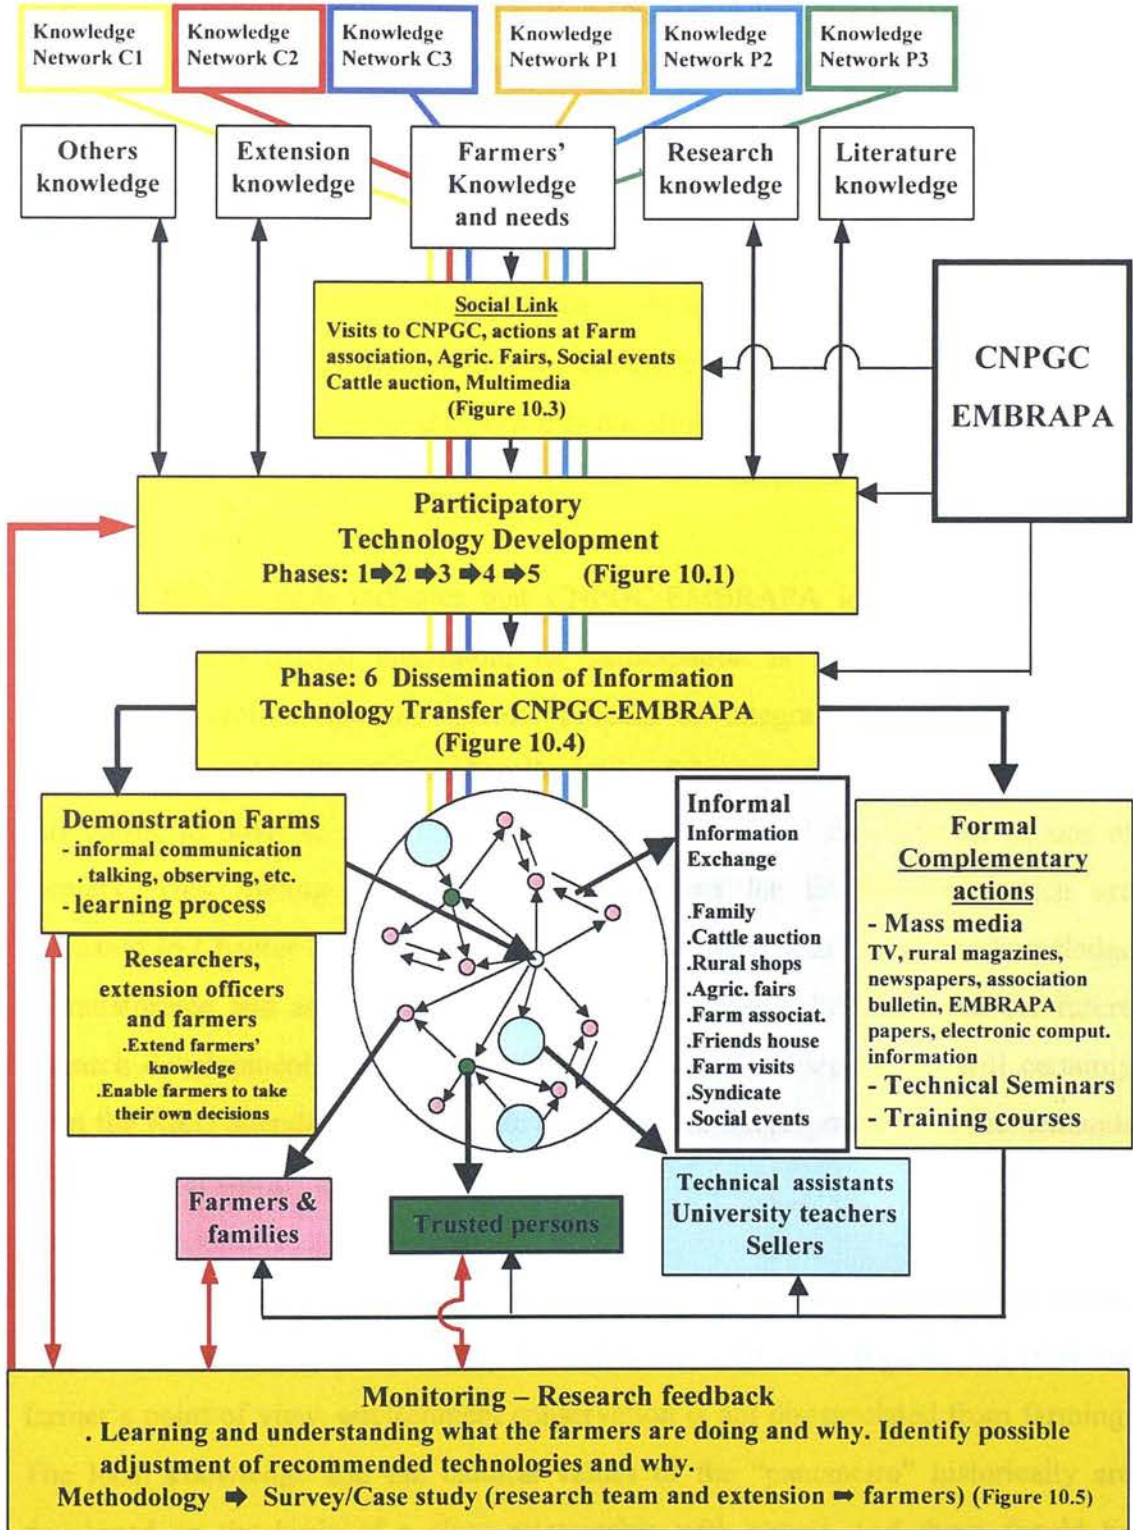 Knowledge
Network C1
Knowledge
Network C2
Knowledge
Network C3
Knowledge
Network P1
Knowledge
Network P2
Knowledge
Network P3
Others
knowledge
Extension
knowledge
Farmers’
Knowledge
and needs
Research
knowledge
Literature
knowledge
Social Link
Visits to CNPGC, actions at Farm
association, Agric. Fairs, Social events
Cattle auction, Multimedia
(Figure 10.3)
CNPGC
EMBRAPA
Participatory
Technology Development
Phases: 1➡2 ➡3 ➡4 ➡5 (Figure 10.1)
Phase: 6 Dissemination of Information
Technology Transfer CNPGC-EMBRAPA
(Figure 10.4)
Demonstration Farms
- informal communication
. talking, observing, etc.
- learning process
Researchers,
extension officers
and farmers
.Extend farmers’
knowledge
.Enable farmers to take
their own decisions
Informal
Information
Exchange
.Family
.Cattle auction
.Rural shops
.Agric. fairs
.Farm associat.
.Friends house
.Farm visits
.Syndicate
.Social events
Formal
Complementary
actions
- Mass media
TV, rural magazines,
newspapers, association
bulletin, EMBRAPA
papers, electronic comput.
information
- Technical Seminars
- Training courses
Farmers &
families
Trusted persons
Technical assistants
University teachers
Sellers
Monitoring – Research feedback
. Learning and understanding what the farmers are doing and why. Identify possible
adjustment of recommended technologies and why.
Methodology ➡ Survey/Case study (research team and extension ➡ farmers) (Figure 10.5)